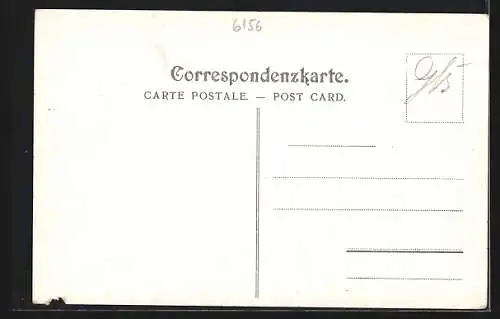 6156
Correspondenzkarte.
CARTE POSTALE. — POST CARD.